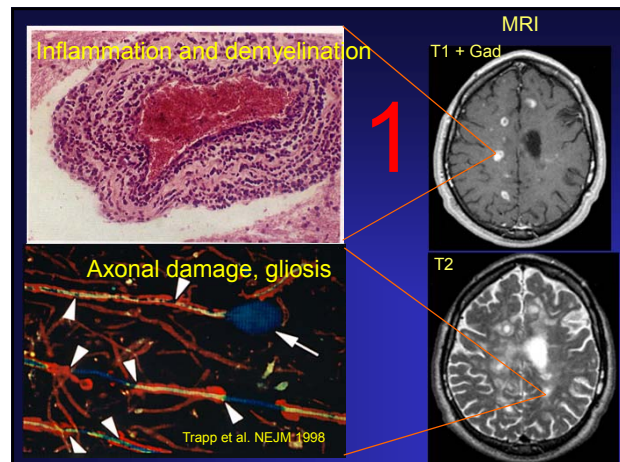 Inflammation and demyelination
MRI
T1 + Gad
1
Axonal damage, gliosis
T2
Trapp et al. NEJM 1998